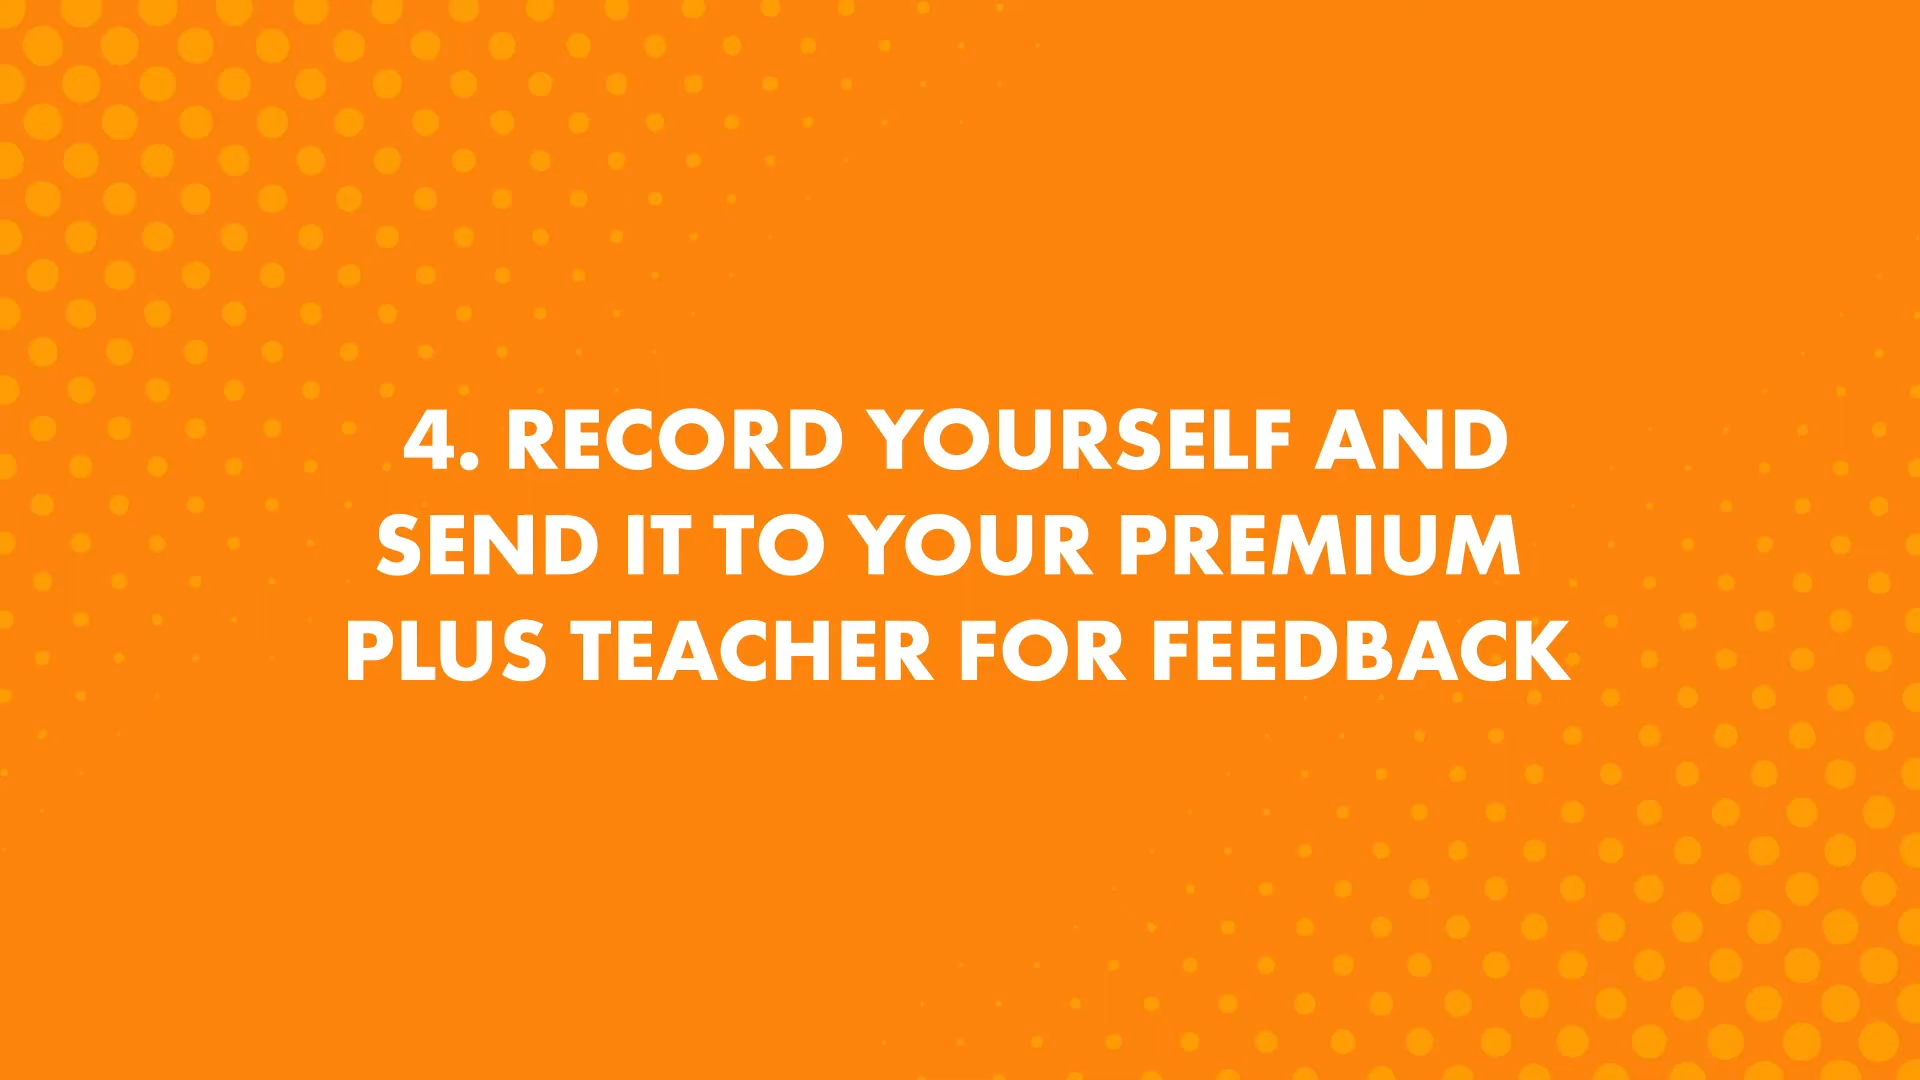 4. RECORD YOURSELF AND
SEND IT TO YOUR PREMIUM
PLUS TEACHER FOR FEEDBACK